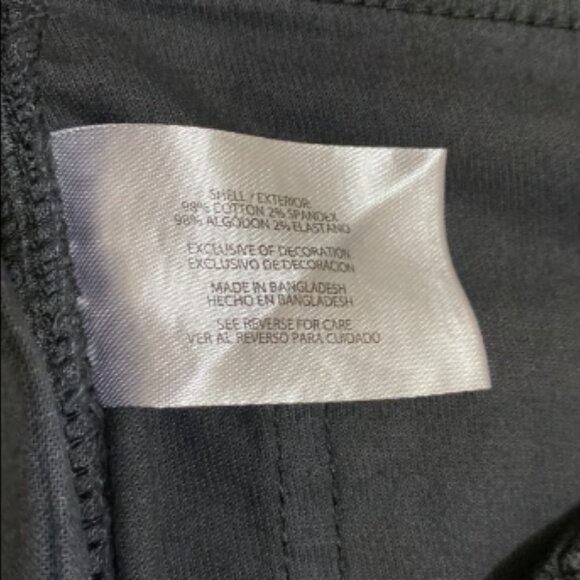 SHELL / EXTERIOR
98% COTTON 2% SPANDEX
98% ALGODON 2% ELASTANO
EXCLUSIVE OF DECORATION
EXCLUSIVO DE DECORACION
MADE IN BANGLADESH
HECHO EN BANGLADESH
SEE REVERSE FOR CARE
VER AL REVERSO PARA CUIDADO